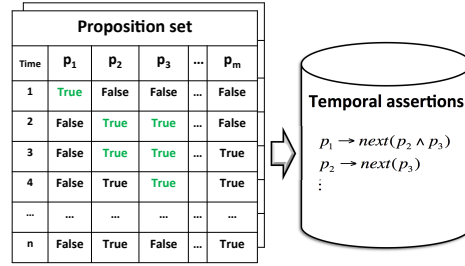 Proposition set
Time p1 p2 p3 ... pm
1 True False False ... False
2 False True True ... False
3 False True True ... True
4 False True True ... True
... ... ... ... ... ...
n False True False ... True
Temporal assertions
p1 → next(p2 ∧ p3)
p2 → next(p3)
⋮